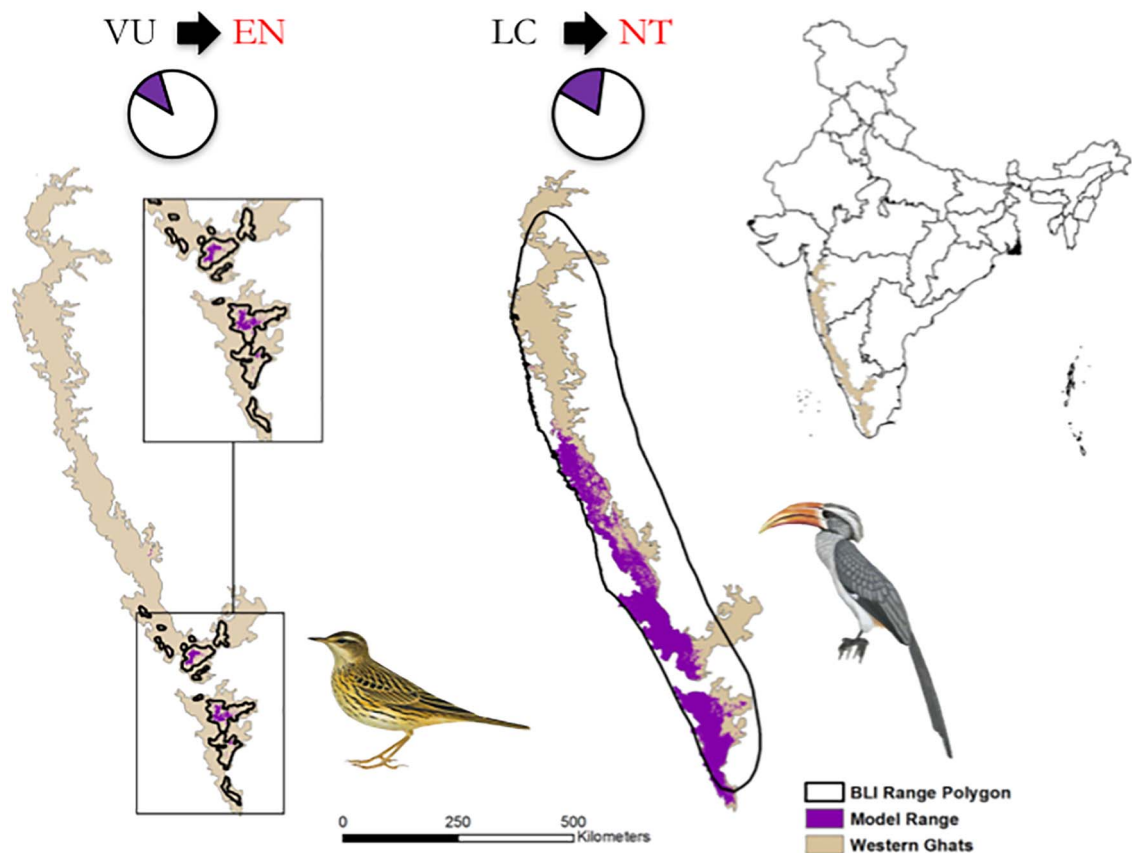 VU EN
LC NT
BLI Range Polygon
Model Range
Western Ghats
0 250 500
Kilometers